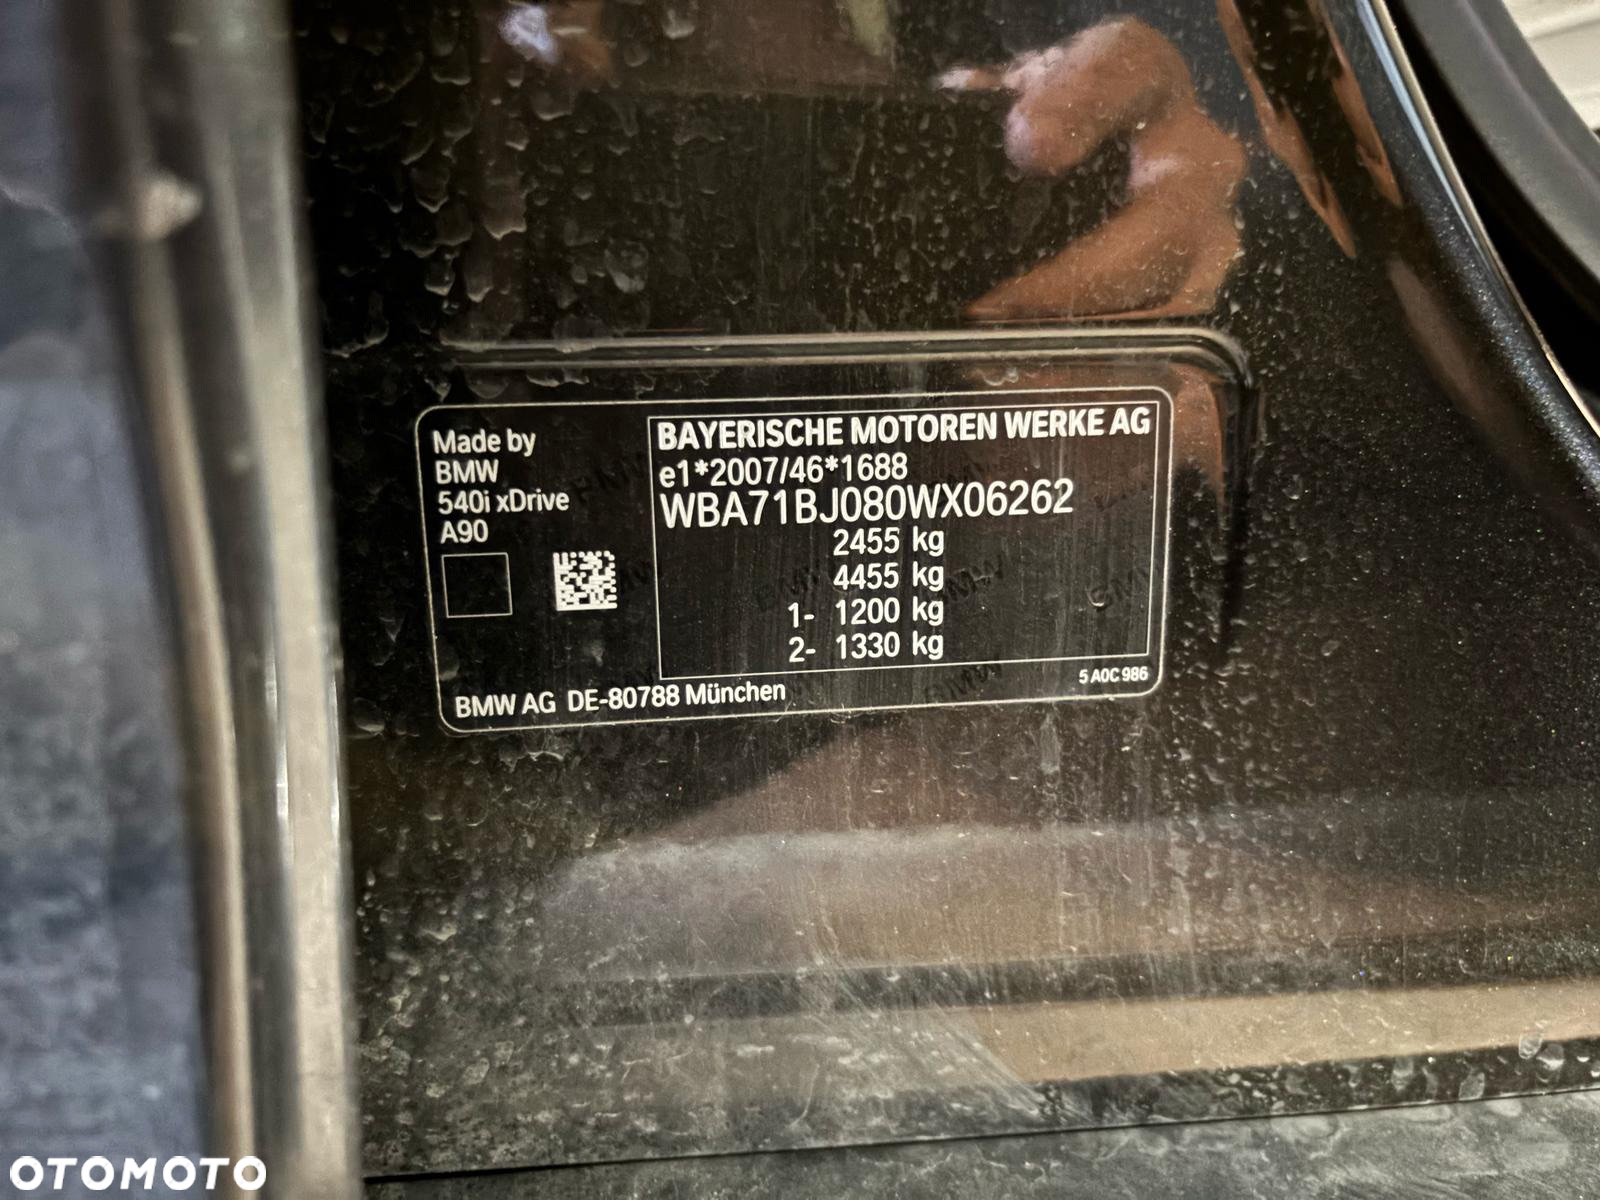 Made by
BMW
540i xDrive
A90
BAYERISCHE MOTOREN WERKE AG
e1*2007/46*1688
WBA71BJ080WX06262
2455 kg
4455 kg
1- 1200 kg
2- 1330 kg
BMW AG DE-80788 München
5 A0C 986
OTOMOTO